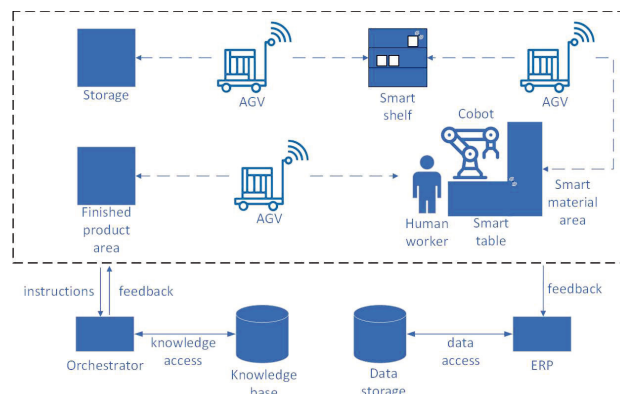 Storage
AGV
Smart
shelf
AGV
Cobot
Finished
product
area
AGV
Human
worker
Smart
table
Smart
material
area
instructions
feedback
feedback
Orchestrator
knowledge
access
Knowledge
base
Data
storage
data
access
ERP